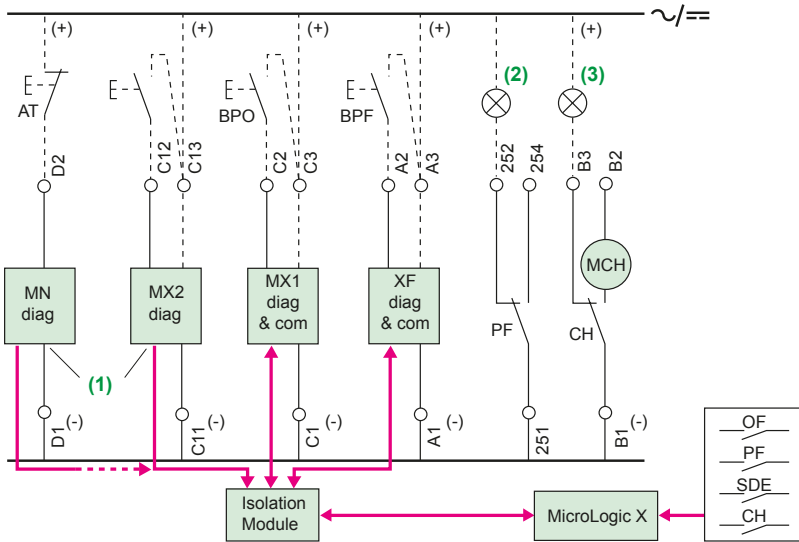 (+) (+) (+) (+) (+)
(2) (3)
AT BPO BPF
D2 C12 C13 C2 C3 A2 A3 252 254 B3 B2
MN
diag
MX2
diag
MX1
diag
& com
XF
diag
& com
MCH
PF CH
(1)
D1 (-) C11 (-) C1 (-) A1 (-) 251 B1 (-)
OF
PF
SDE
CH
Isolation
Module
MicroLogic X